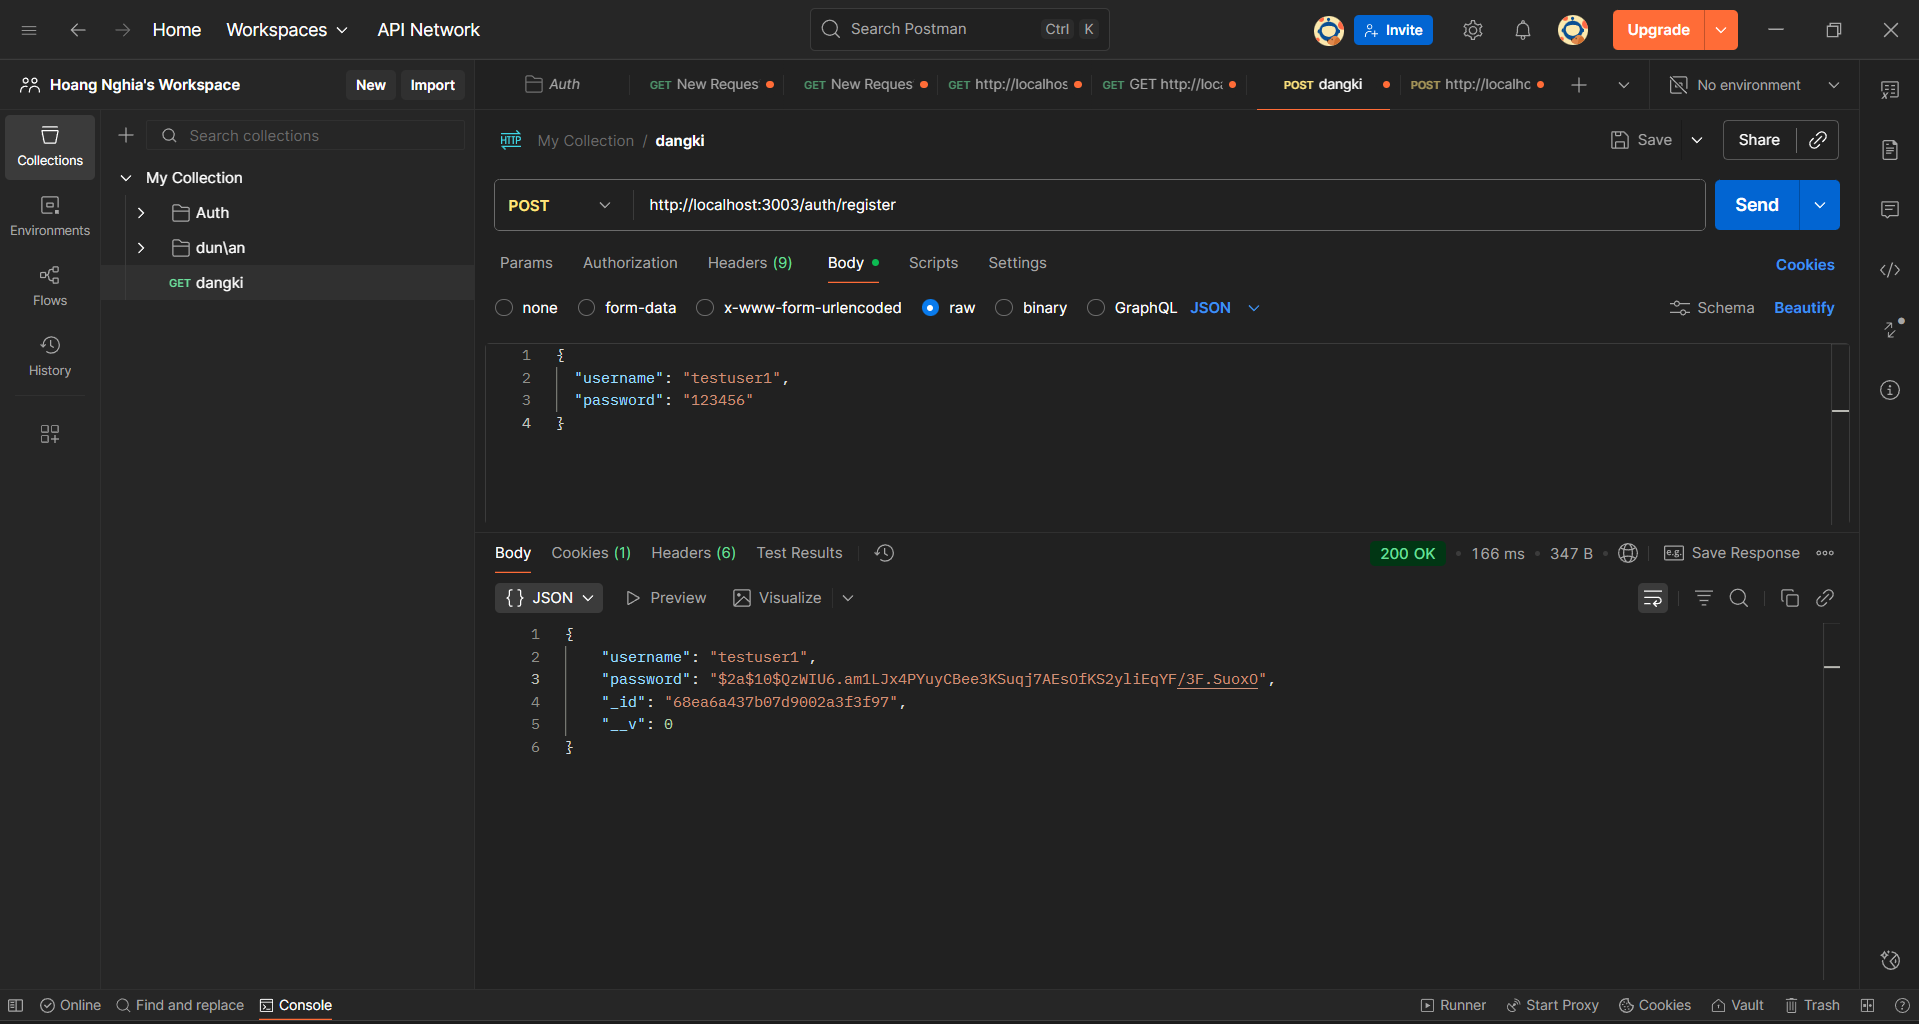 Home Workspaces API Network Search Postman Ctrl K Invite Upgrade
Hoang Nghia's Workspace New Import
Auth GET New Reques GET New Reques GET http://localhos GET GET http://loc POST dangki POST http://localhc No environment
Collections
Environments
Flows
History
Search collections
My Collection
Auth
dun\an
GET dangki
HTTP My Collection / dangki Save Share
POST http://localhost:3003/auth/register Send
Params Authorization Headers (9) Body Scripts Settings Cookies
none form-data x-www-form-urlencoded raw binary GraphQL JSON Schema Beautify
1 {
2 "username": "testuser1",
3 "password": "123456"
4 }
Body Cookies (1) Headers (6) Test Results 200 OK • 166 ms • 347 B • e.g. Save Response
{} JSON Preview Visualize
1 {
2 "username": "testuser1",
3 "password": "$2a$10$QzWIU6.am1LJx4PYuyCBee3KSuqj7AEsOfKS2yliEqYF/3F.SuoxO",
4 "_id": "68ea6a437b07d9002a3f3f97",
5 "__v": 0
6 }
Online Find and replace Console Runner Start Proxy Cookies Vault Trash